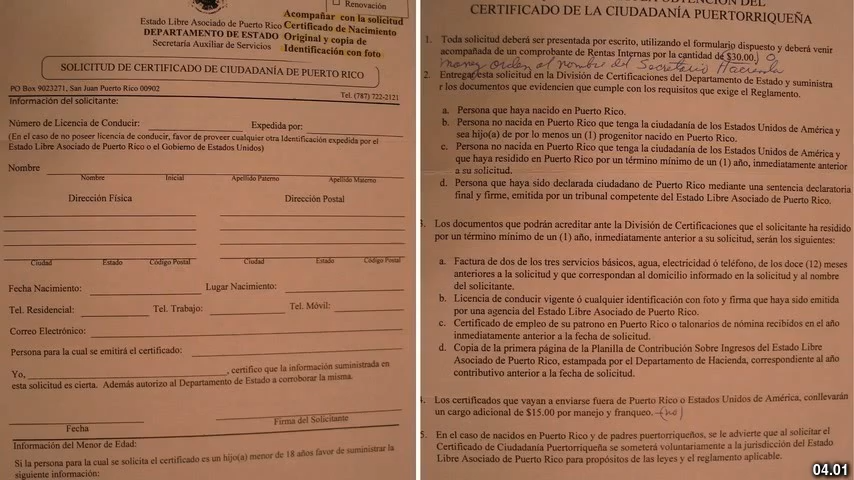 Renovación
Acompañar con la solicitud
Estado Libre Asociado de Puerto Rico Certificado de Nacimiento
DEPARTAMENTO DE ESTADO Original y copia de
Secretaria Auxiliar de Servicios Identificación con foto
SOLICITUD DE CERTIFICADO DE CIUDADANÍA DE PUERTO RICO
PO Box 9023271, San Juan Puerto Rico 00902
Tel. (787) 722-2121
Información del solicitante:
Número de Licencia de Conducir: Expedida por:
(En el caso de no poseer licencia de conducir, favor de proveer cualquier otra Identificación expedida por el
Estado Libre Asociado de Puerto Rico o el Gobierno de Estados Unidos)
Nombre
Nombre Inicial Apellido Paterno Apellido Materno
Dirección Física Dirección Postal
Ciudad Estado Código Postal Ciudad Estado Código Postal
Fecha Nacimiento: Lugar Nacimiento:
Tel. Residencial: Tel. Trabajo: Tel. Móvil:
Correo Electrónico:
Persona para la cual se emitirá el certificado:
Yo, , certifico que la información suministrada en
esta solicitud es cierta. Además autorizo al Departamento de Estado a corroborar la misma.
Fecha Firma del Solicitante
Información del Menor de Edad:
Si la persona para la cual se solicita el certificado es un hijo(a) menor de 18 años favor de suministrar la
siguiente información:
CERTIFICADO DE LA CIUDADANÍA PUERTORRIQUEÑA
1. Toda solicitud deberá ser presentada por escrito, utilizando el formulario dispuesto y deberá venir
acompañada de un comprobante de Rentas Internas por la cantidad de $30.00. o
money orden al nombre del Secretario Hacienda
2. Entregar esta solicitud en la División de Certificaciones del Departamento de Estado y suministra
r los documentos que evidencien que cumplen con los requisitos que exige el Reglamento.
a. Persona que haya nacido en Puerto Rico.
b. Persona no nacida en Puerto Rico que tenga la ciudadanía de los Estados Unidos de América y
sea hijo(a) de por lo menos un (1) progenitor nacido en Puerto Rico.
c. Persona no nacida en Puerto Rico que tenga la ciudadanía de los Estados Unidos de América y
que haya residido en Puerto Rico por un término mínimo de un (1) año, inmediatamente anterior
a su solicitud.
d. Persona que haya sido declarada ciudadano de Puerto Rico mediante una sentencia declaratoria
final y firme, emitida por un tribunal competente del Estado Libre Asociado de Puerto Rico.
3. Los documentos que podrán acreditar ante la División de Certificaciones que el solicitante ha residido
por un término mínimo de un (1) año, inmediatamente anterior a su solicitud, serán los siguientes:
a. Factura de dos de los tres servicios básicos, agua, electricidad ó teléfono, de los doce (12) meses
anteriores a la solicitud y que correspondan al domicilio informado en la solicitud y al nombre
del solicitante.
b. Licencia de conducir vigente ó cualquier identificación con foto y firma que haya sido emitida
por una agencia del Estado Libre Asociado de Puerto Rico.
c. Certificado de empleo de su patrono en Puerto Rico o talonarios de nómina recibidos en el año
inmediatamente anterior a la fecha de solicitud.
d. Copia de la primera página de la Planilla de Contribución Sobre Ingresos del Estado Libre
Asociado de Puerto Rico, estampada por el Departamento de Hacienda, correspondiente al año
contributivo anterior a la fecha de solicitud.
4. Los certificados que vayan a enviarse fuera de Puerto Rico o Estados Unidos de América, conllevarán
un cargo adicional de $15.00 por manejo y franqueo. (no)
5. En el caso de nacidos en Puerto Rico y de padres puertorriqueños, se le advierte que al solicitar el
Certificado de Ciudadanía Puertorriqueña se someterá voluntariamente a la jurisdicción del Estado
Libre Asociado de Puerto Rico para propósitos de las leyes y el reglamento aplicable.
04.01